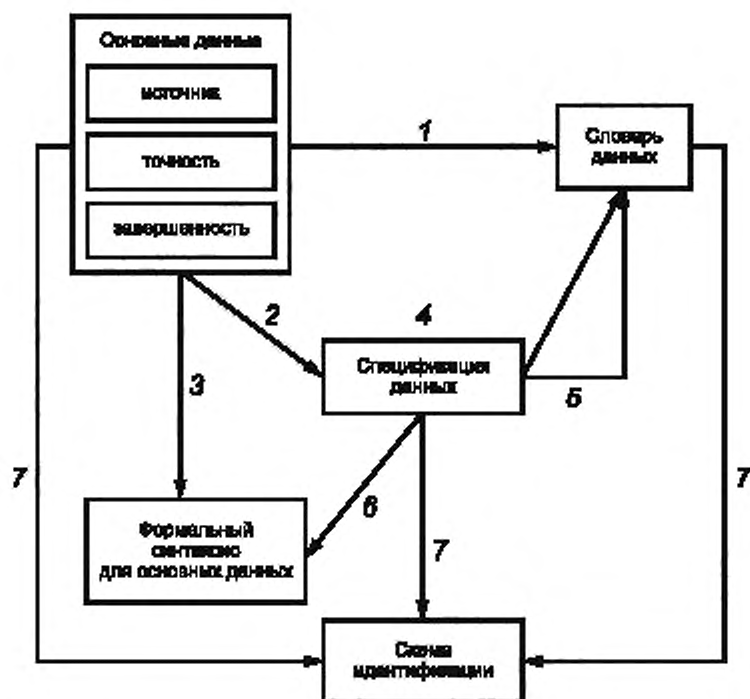 Основные данные
источник
1
Словарь
данных
точность
завершенность
2
4
3
Спецификация
данных
5
7
7
6
Формальный
синтаксис
для основных данных
7
Схема
идентификации